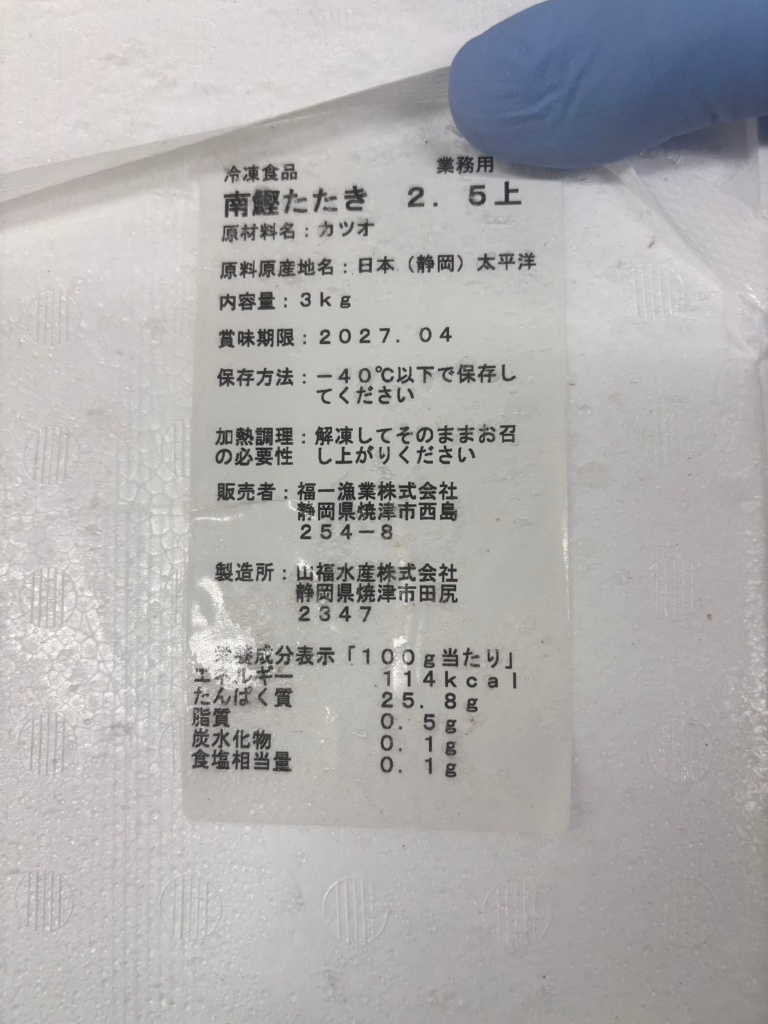 冷凍食品 業務用
南鰹たたき 2.5上
原材料名：カツオ
原料原産地名：日本（静岡）太平洋
内容量：3kg
賞味期限：2027.04
保存方法：－40℃以下で保存し
てください
加熱調理：解凍してそのままお召
の必要性 し上がりください
販売者：福一漁業株式会社
静岡県焼津市西島
254－8
製造所：山福水産株式会社
静岡県焼津市田尻
2347
栄養成分表示「100g当たり」
エネルギー 114kcal
たんぱく質 25.8g
脂質 0.5g
炭水化物 0.1g
食塩相当量 0.1g